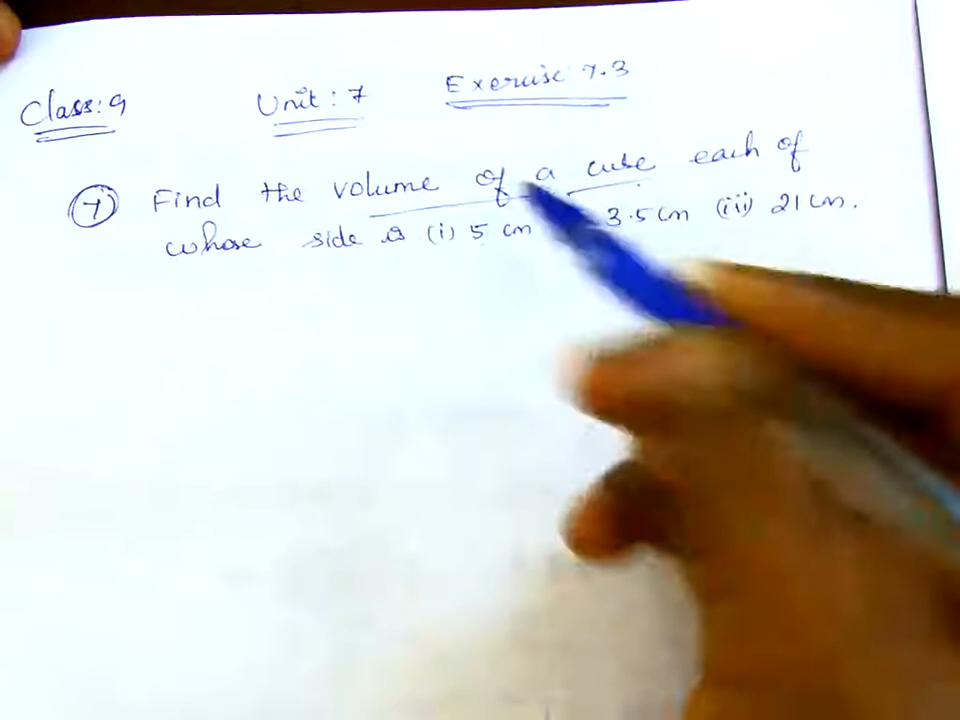 Class: 9 Unit: 7 Exercise 7.3
7 Find the volume of a cube each of
whose side is (i) 5 cm 3.5 cm (iii) 21 cm.